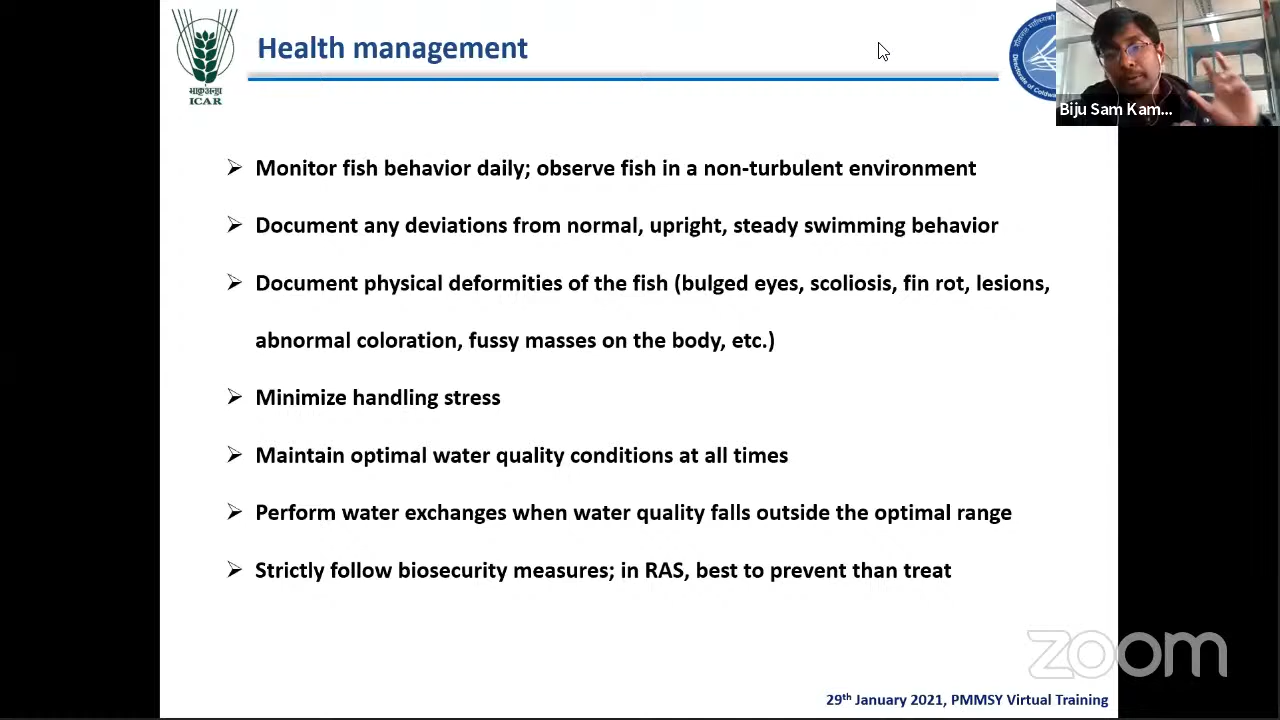 Health management
भाकृअनुप
ICAR
Directorate of Coldw
Biju Sam Kam...
➢ Monitor fish behavior daily; observe fish in a non-turbulent environment
➢ Document any deviations from normal, upright, steady swimming behavior
➢ Document physical deformities of the fish (bulged eyes, scoliosis, fin rot, lesions,
abnormal coloration, fussy masses on the body, etc.)
➢ Minimize handling stress
➢ Maintain optimal water quality conditions at all times
➢ Perform water exchanges when water quality falls outside the optimal range
➢ Strictly follow biosecurity measures; in RAS, best to prevent than treat
zoom
29th January 2021, PMMSY Virtual Training